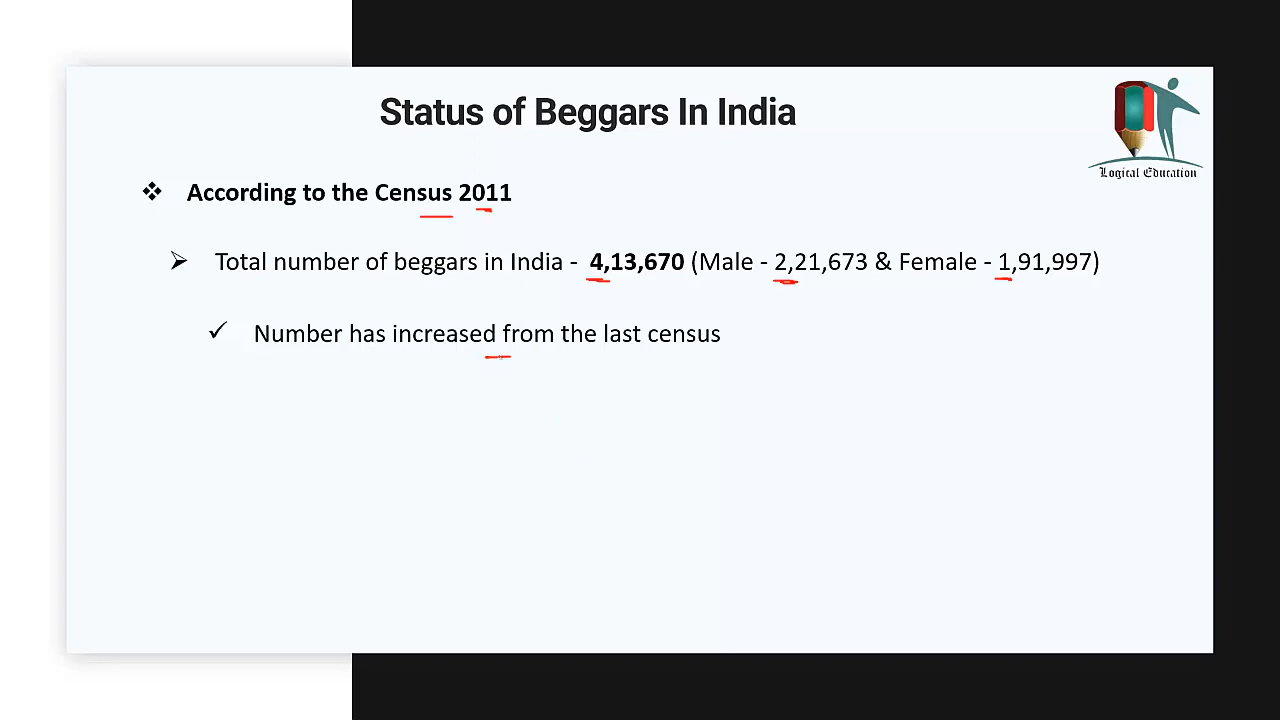 Status of Beggars In India
Logical Education
❖ According to the Census 2011
➢ Total number of beggars in India - 4,13,670 (Male - 2,21,673 & Female - 1,91,997)
✓ Number has increased from the last census